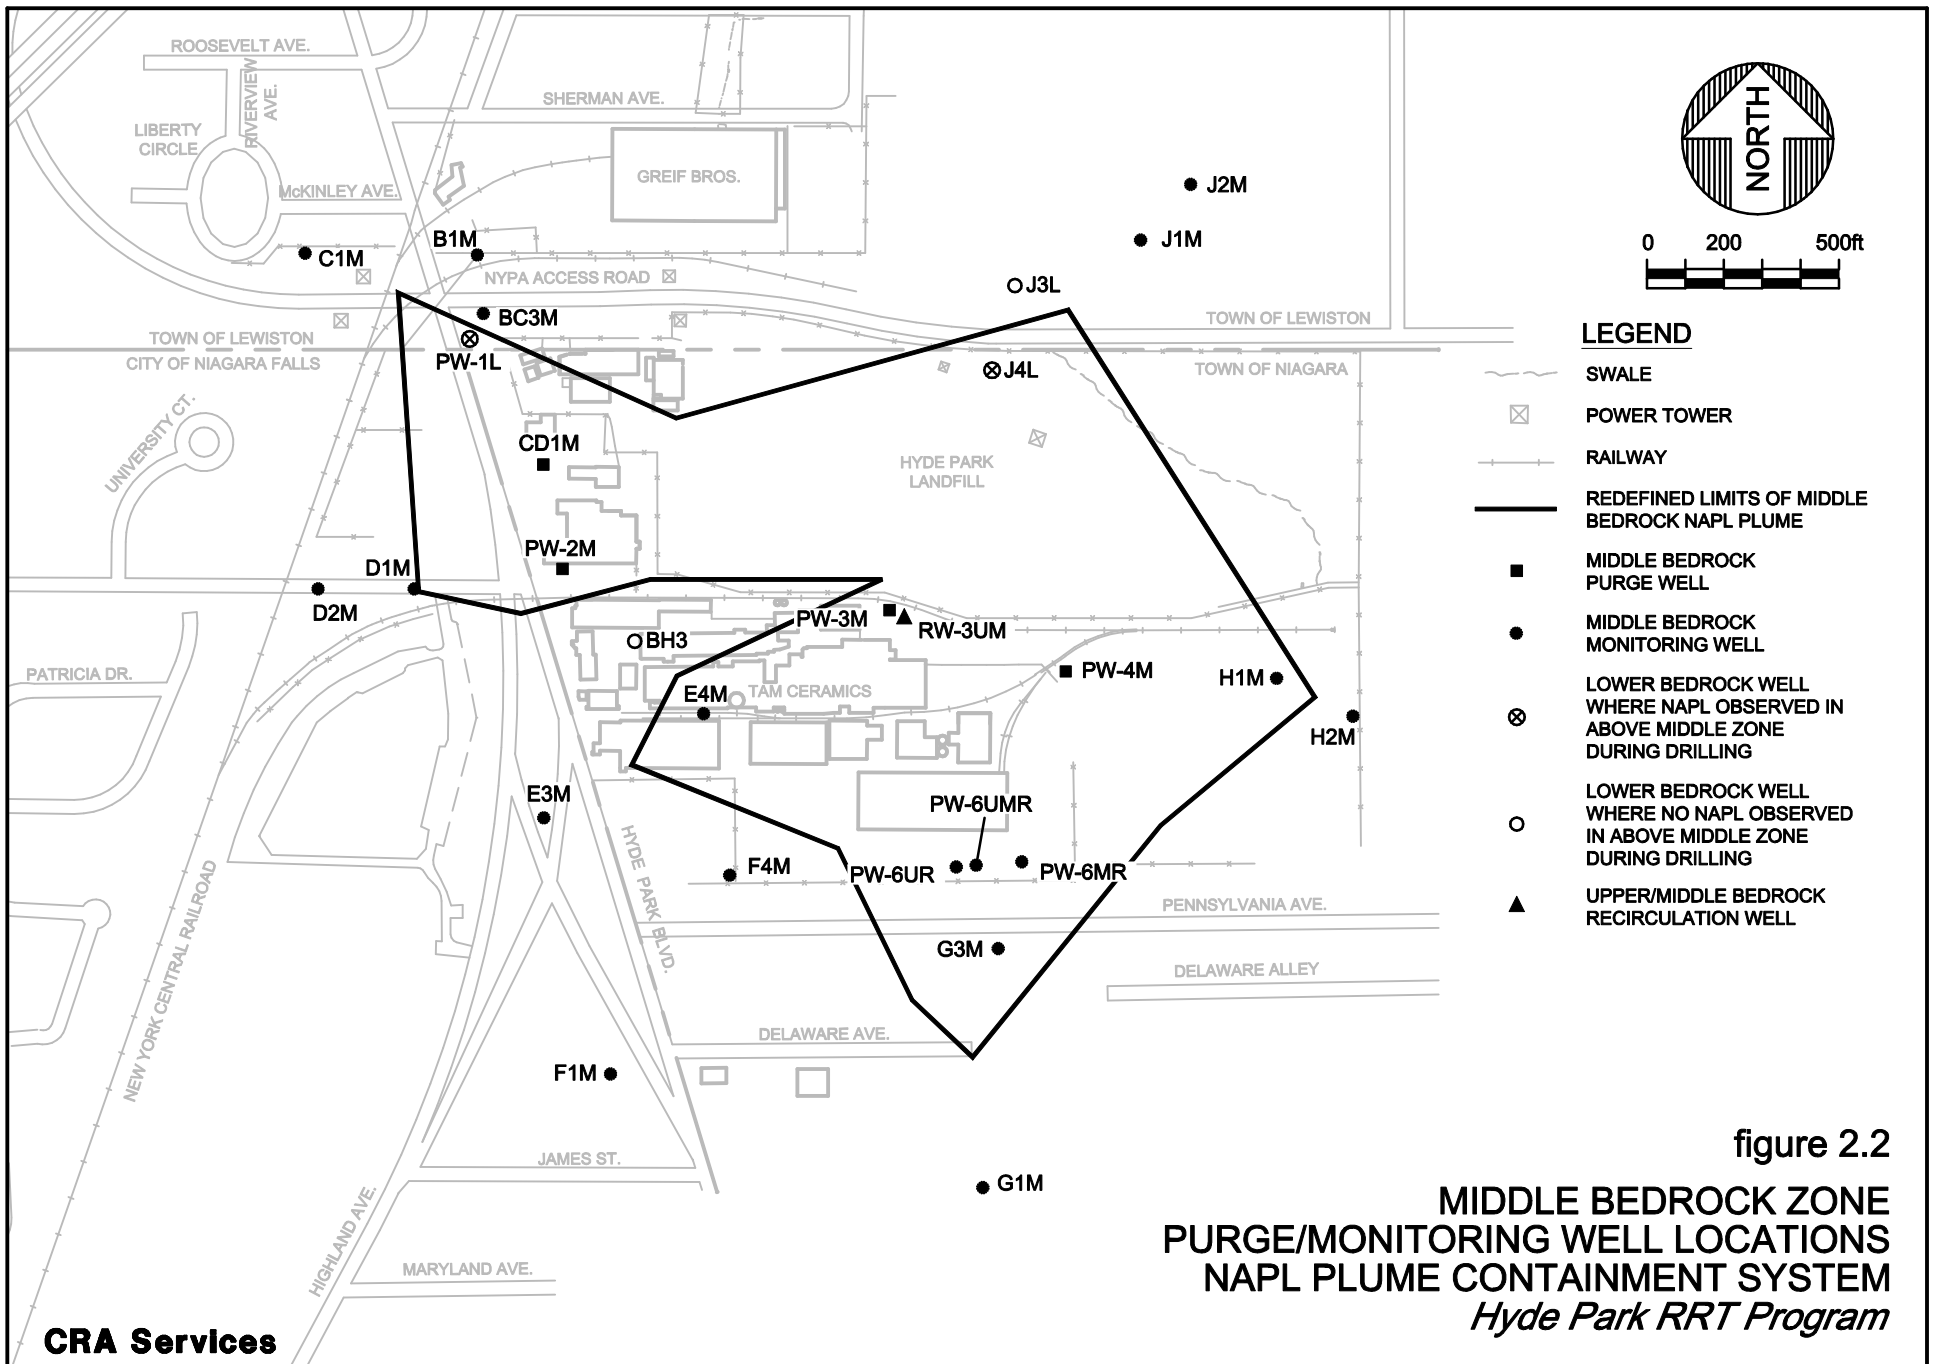 ROOSEVELT AVE.
RIVERVIEW
AVE.
SHERMAN AVE.
LIBERTY
CIRCLE
McKINLEY AVE.
GREIF BROS.
NORTH
J2M
J1M
B1M
C1M
NYPA ACCESS ROAD
J3L
0 200 500ft
BC3M
TOWN OF LEWISTON
TOWN OF LEWISTON
CITY OF NIAGARA FALLS
PW-1L
J4L
TOWN OF NIAGARA
UNIVERSITY CT.
CD1M
HYDE PARK
LANDFILL
PW-2M
D1M
D2M
PW-3M
RW-3UM
BH3
PATRICIA DR.
E4M
TAM CERAMICS
PW-4M
H1M
H2M
E3M
HYDE PARK BLVD.
PW-6UMR
F4M
PW-6UR
PW-6MR
PENNSYLVANIA AVE.
G3M
DELAWARE ALLEY
NEW YORK CENTRAL RAILROAD
DELAWARE AVE.
F1M
JAMES ST.
G1M
HIGHLAND AVE.
MARYLAND AVE.
LEGEND
SWALE
POWER TOWER
RAILWAY
REDEFINED LIMITS OF MIDDLE
BEDROCK NAPL PLUME
MIDDLE BEDROCK
PURGE WELL
MIDDLE BEDROCK
MONITORING WELL
LOWER BEDROCK WELL
WHERE NAPL OBSERVED IN
ABOVE MIDDLE ZONE
DURING DRILLING
LOWER BEDROCK WELL
WHERE NO NAPL OBSERVED
IN ABOVE MIDDLE ZONE
DURING DRILLING
UPPER/MIDDLE BEDROCK
RECIRCULATION WELL
figure 2.2
MIDDLE BEDROCK ZONE
PURGE/MONITORING WELL LOCATIONS
NAPL PLUME CONTAINMENT SYSTEM
Hyde Park RRT Program
CRA Services